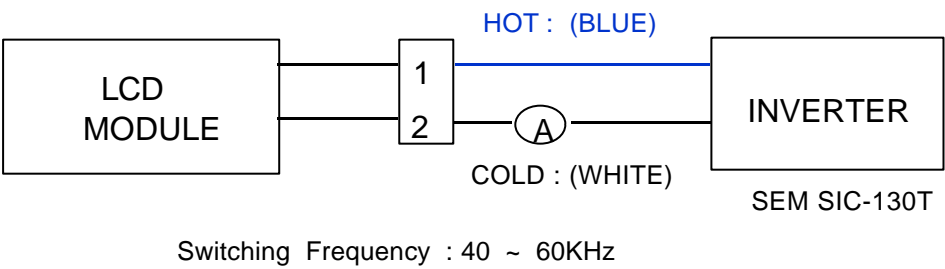 HOT : (BLUE)
LCD
MODULE
1
2
A
INVERTER
COLD : (WHITE)
SEM SIC-130T
Switching Frequency : 40 ~ 60KHz